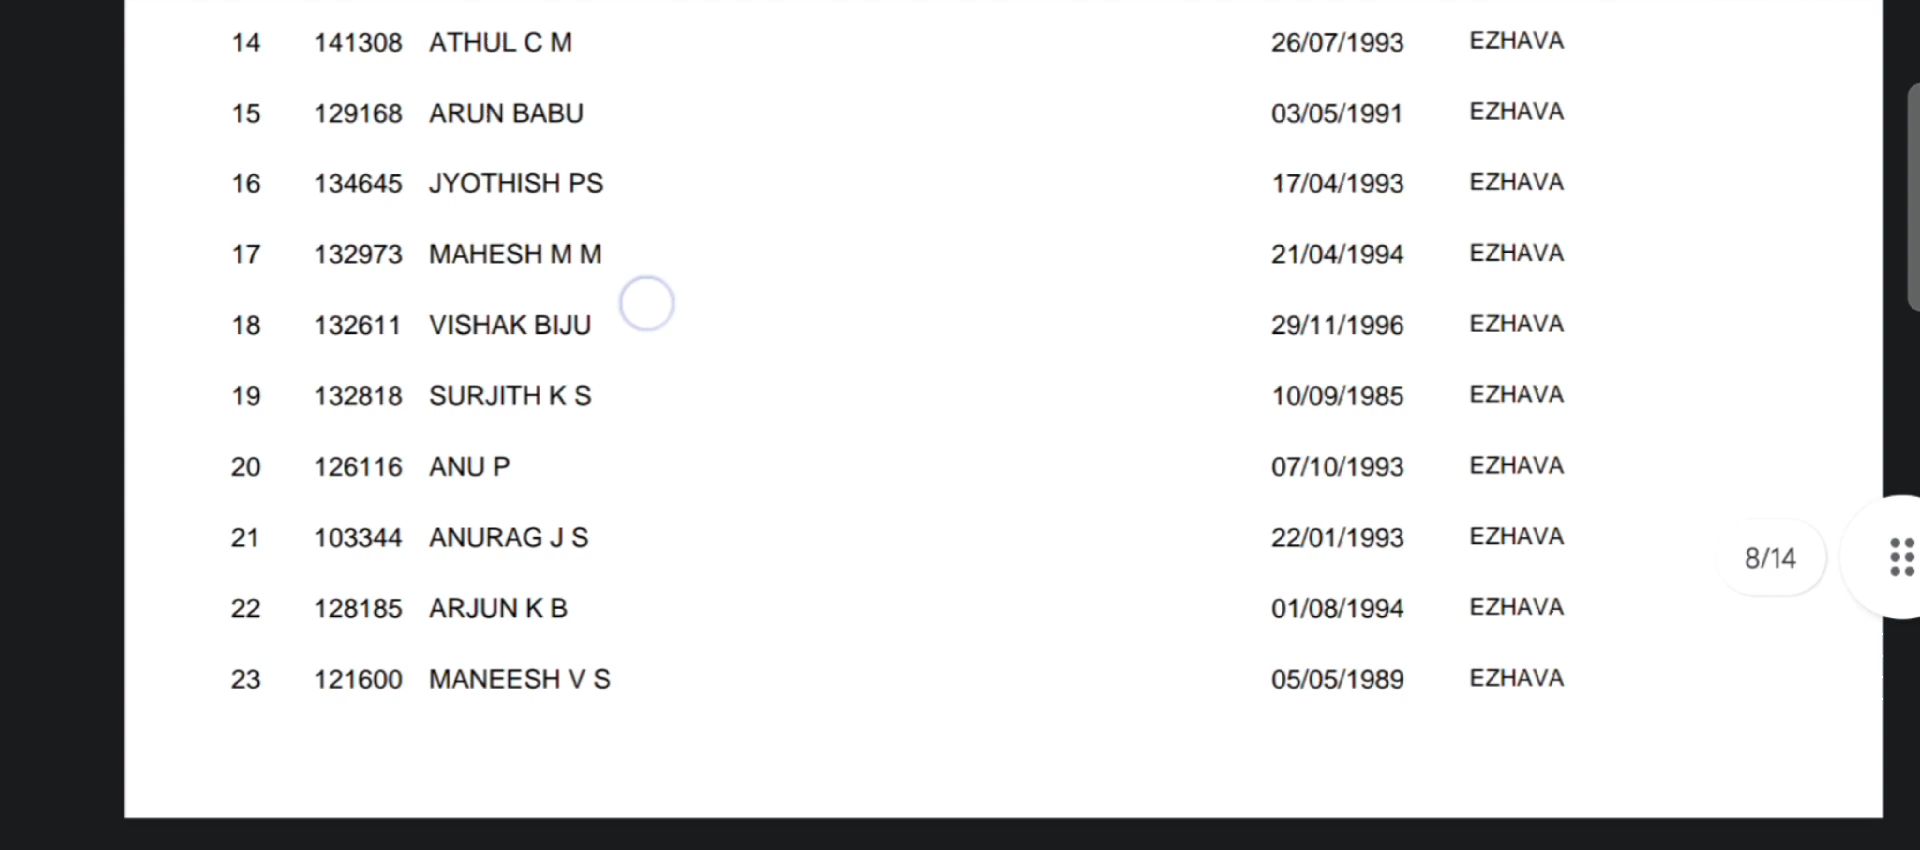 14 141308 ATHUL C M 26/07/1993 EZHAVA
15 129168 ARUN BABU 03/05/1991 EZHAVA
16 134645 JYOTHISH PS 17/04/1993 EZHAVA
17 132973 MAHESH M M 21/04/1994 EZHAVA
18 132611 VISHAK BIJU 29/11/1996 EZHAVA
19 132818 SURJITH K S 10/09/1985 EZHAVA
20 126116 ANU P 07/10/1993 EZHAVA
21 103344 ANURAG J S 22/01/1993 EZHAVA
8/14
22 128185 ARJUN K B 01/08/1994 EZHAVA
23 121600 MANEESH V S 05/05/1989 EZHAVA